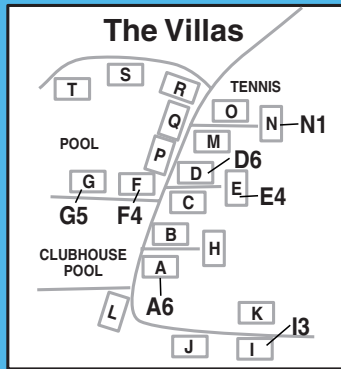 The Villas
S
T
R
TENNIS
O
N
N1
Q
M
POOL
P
D6
D
G
F
E
E4
G5
F4
C
B
H
CLUBHOUSE
POOL
A
L
A6
K
I3
J
I